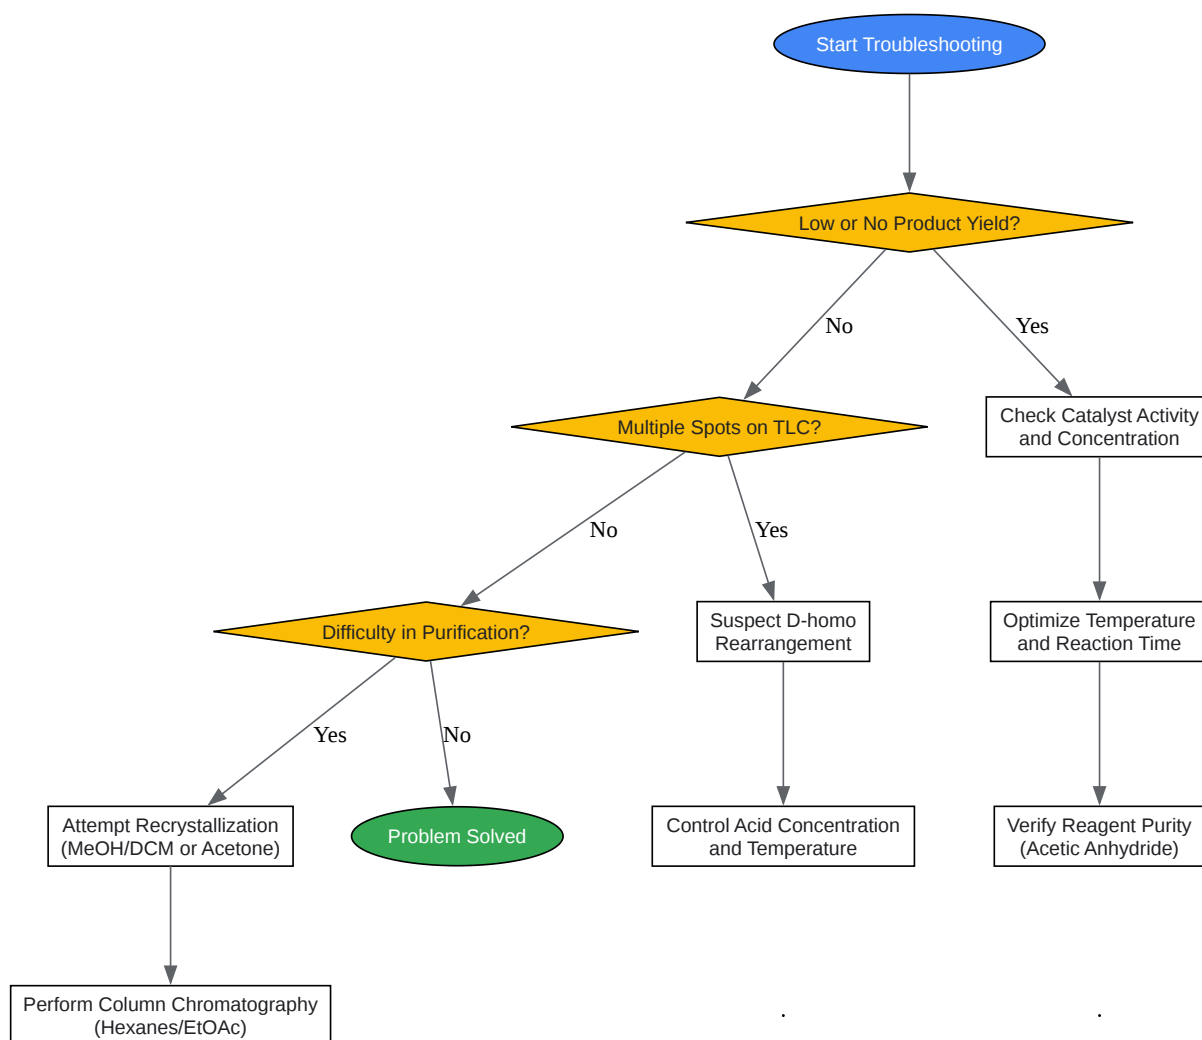 Start Troubleshooting
Low or No Product Yield?
No
Yes
Multiple Spots on TLC?
Check Catalyst Activity
and Concentration
No
Yes
Difficulty in Purification?
Suspect D-homo
Rearrangement
Optimize Temperature
and Reaction Time
Yes
No
Attempt Recrystallization
(MeOH/DCM or Acetone)
Problem Solved
Control Acid Concentration
and Temperature
Verify Reagent Purity
(Acetic Anhydride)
Perform Column Chromatography
(Hexanes/EtOAc)
.
.